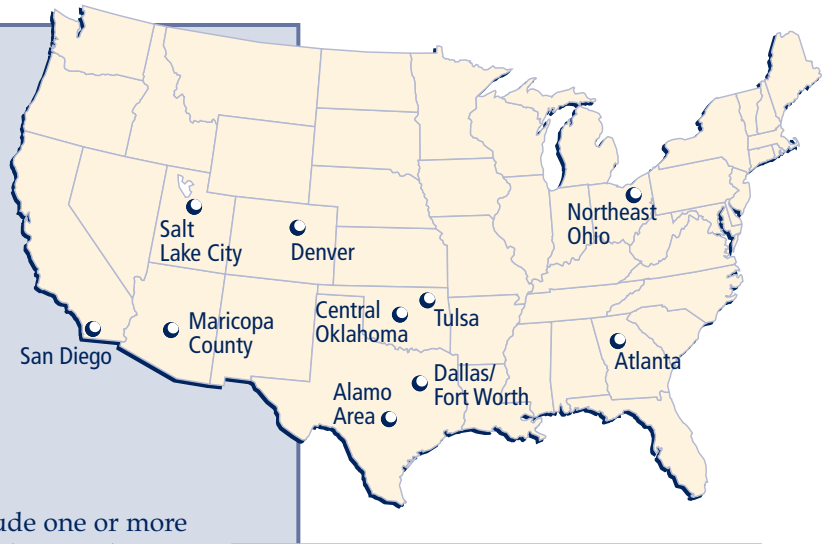 Salt
Lake City
Denver
Northeast
Ohio
San Diego
Maricopa
County
Central
Oklahoma
Tulsa
Atlanta
Dallas/
Fort Worth
Alamo
Area
ude one or more